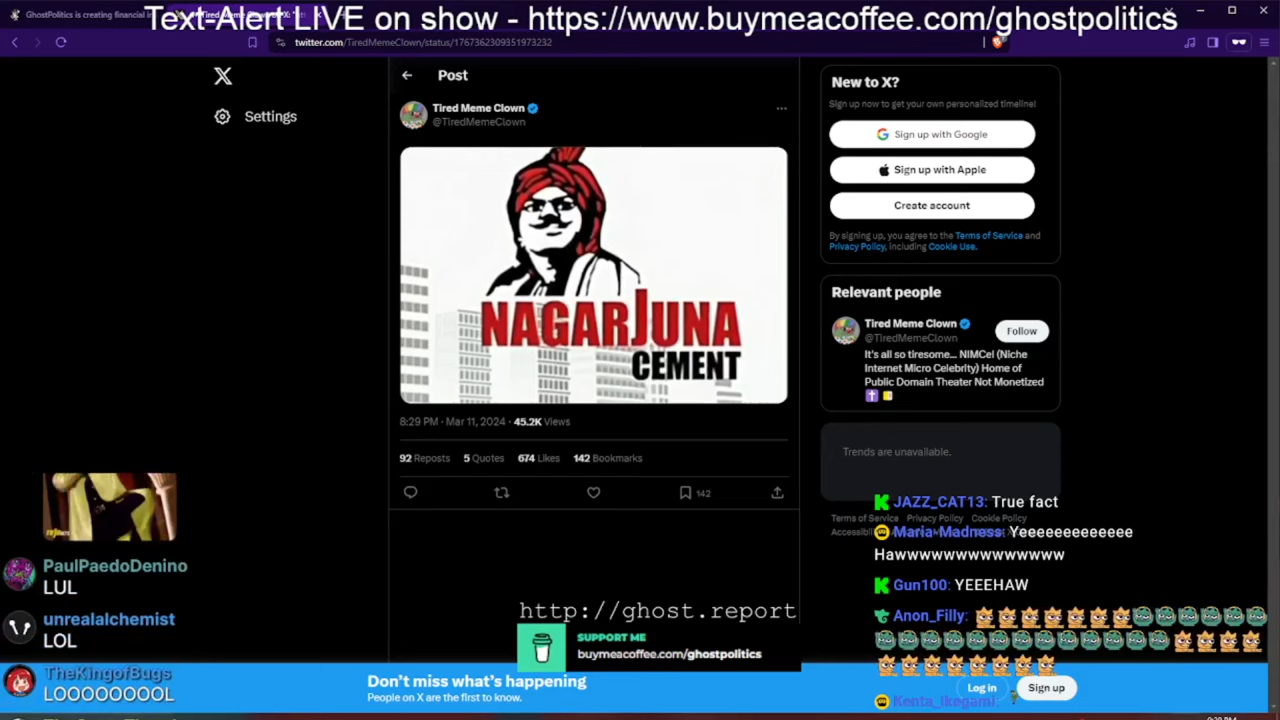 GhostPolitics is creating financial in
Tired Meme Clown
Text-Alert LIVE on show - https://www.buymeacoffee.com/ghostpolitics
twitter.com/TiredMemeClown/status/1767362309351973232
Settings
Post
Tired Meme Clown
@TiredMemeClown
NAGARJUNA
CEMENT
8:29 PM · Mar 11, 2024 · 45.2K Views
92 Reposts 5 Quotes 674 Likes 142 Bookmarks
142
New to X?
Sign up now to get your own personalized timeline!
Sign up with Google
Sign up with Apple
Create account
By signing up, you agree to the Terms of Service and
Privacy Policy, including Cookie Use.
Relevant people
Tired Meme Clown
@TiredMemeClown
Follow
It's all so tiresome... NIMCel (Niche
Internet Micro Celebrity) Home of
Public Domain Theater Not Monetized
Trends are unavailable.
Terms of Service Privacy Policy Cookie Policy
JAZZ_CAT13: True fact
Maria-Madness: Yeeeeeeeeeeeee
Hawwwwwwwwwwwwww
Gun100: YEEEHAW
Anon_Filly:
Kenta_Ikegami:
PaulPaedoDenino
LUL
unrealalchemist
LOL
TheKingofBugs
LOOOOOOOOL
http://ghost.report
SUPPORT ME
buymeacoffee.com/ghostpolitics
Don't miss what's happening
People on X are the first to know.
Log in
Sign up